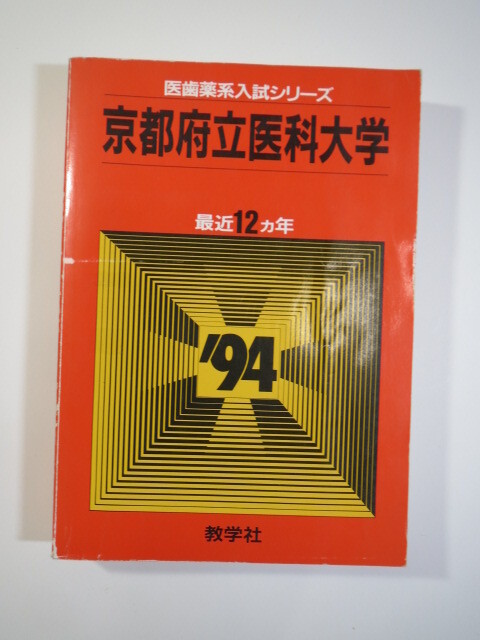 医歯薬系入試シリーズ
京都府立医科大学
最近12ヵ年
'94
教学社